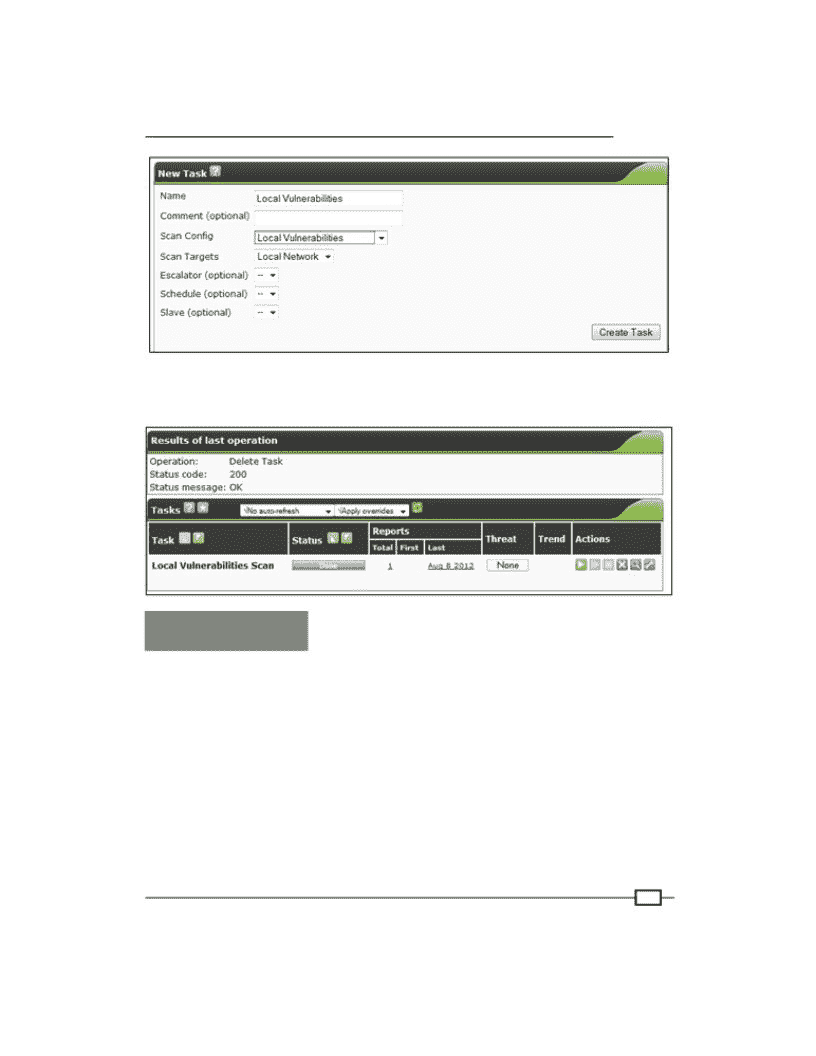 New Task ?
Name Local Vulnerabilities
Comment (optional)
Scan Config Local Vulnerabilities
Scan Targets Local Network
Escalator (optional) --
Schedule (optional) --
Slave (optional) --
Create Task
Results of last operation
Operation: Delete Task
Status code: 200
Status message: OK
Tasks ? \/No auto-refresh \/Apply overrides
Task Status Reports Threat Trend Actions
Total First Last
Local Vulnerabilities Scan Done 1 Aug 8 2012 None